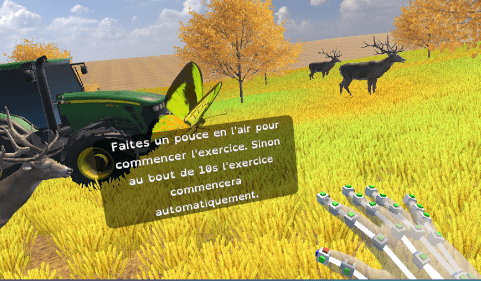 Faites un pouce en l'air pour
commencer l'exercice. Sinon
au bout de 10s l'exercice
commencera
automatiquement.